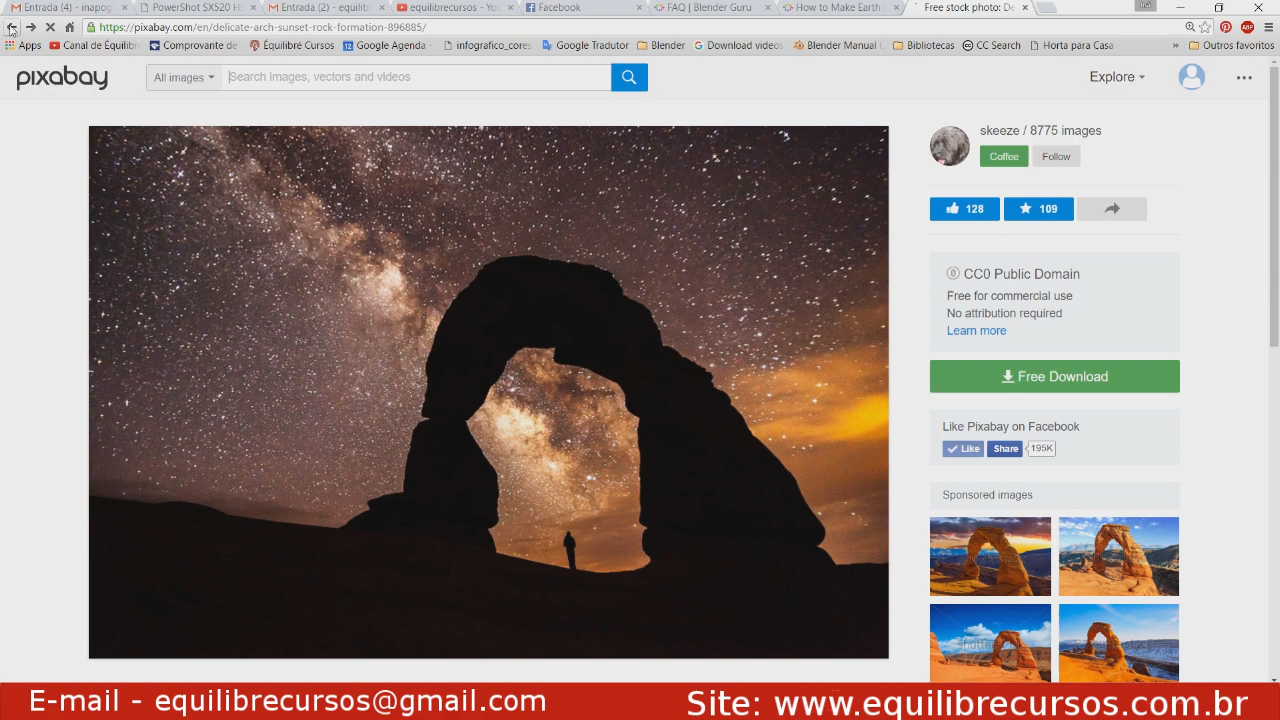 Entrada (4) - inapog
PowerShot SX520 H
Entrada (2) - equilib
equilibrecursos - You
Facebook
FAQ | Blender Guru
How to Make Earth i
Free stock photo: De
https://pixabay.com/en/delicate-arch-sunset-rock-formation-896885/
Apps
Canal de Équilibr
Comprovante de
Équilibré Cursos
Google Agenda -
infografico_cores
Google Tradutor
Blender
Download videos
Blender Manual
Bibliotecas
CC Search
Horta para Casa
»
Outros favoritos
pixabay
All images
Search images, vectors and videos
Explore
skeeze / 8775 images
Coffee
Follow
128
109
CC0 Public Domain
Free for commercial use
No attribution required
Learn more
Free Download
Like Pixabay on Facebook
Like
Share
195K
Sponsored images
E-mail - equilibrecursos@gmail.com
Site: www.equilibrecursos.com.br